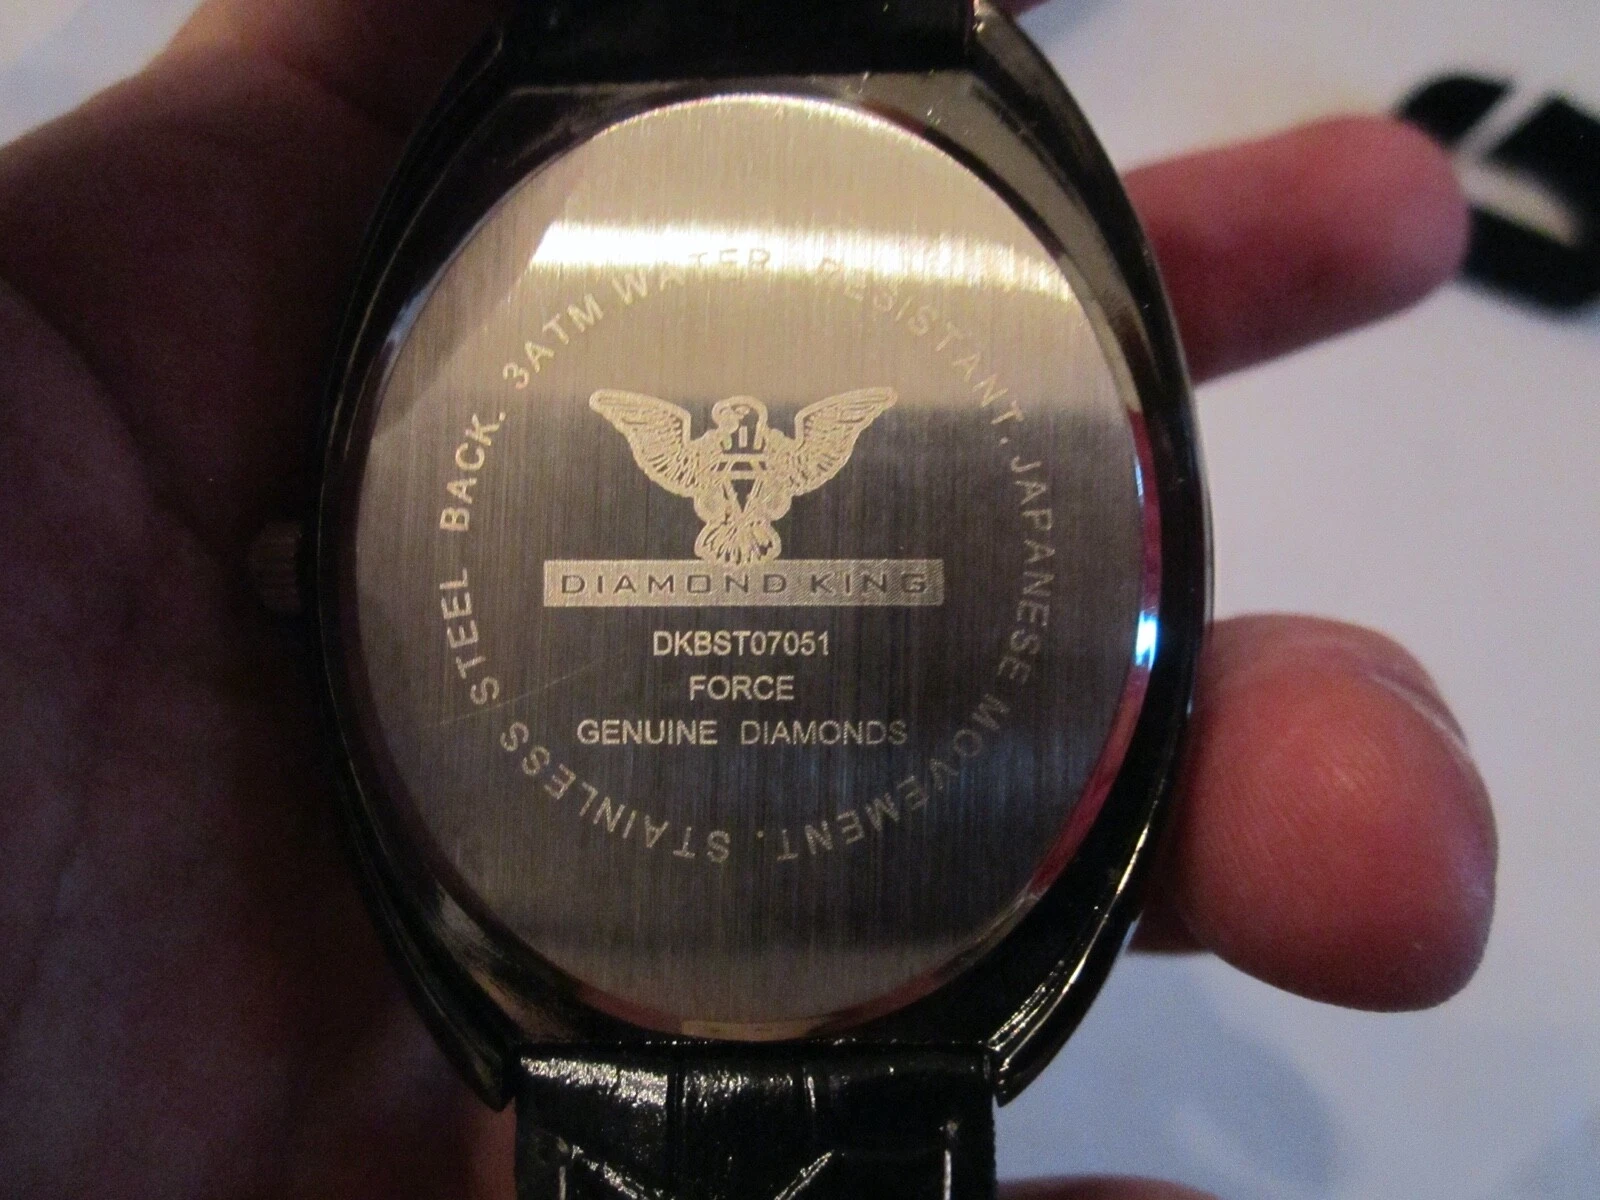 3ATM WATER RESISTANT. JAPANESE MOVEMENT. STAINLESS STEEL BACK.
DIAMOND KING
DKBST07051
FORCE
GENUINE DIAMONDS